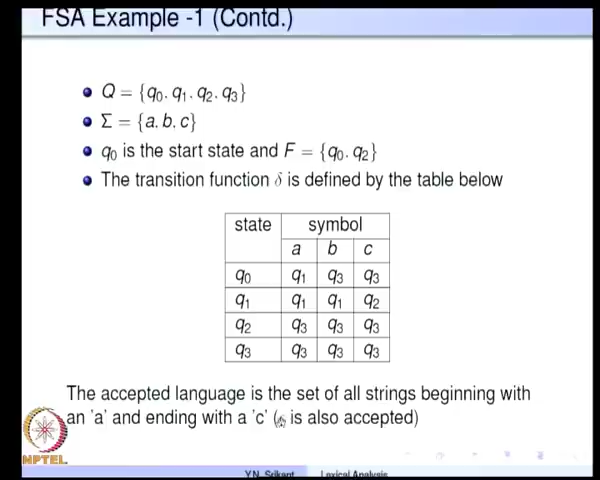 FSA Example -1 (Contd.)
Q = {q0, q1, q2, q3}
Σ = {a, b, c}
q0 is the start state and F = {q0, q2}
The transition function δ is defined by the table below
state symbol
a b c
q0 q1 q3 q3
q1 q1 q1 q2
q2 q3 q3 q3
q3 q3 q3 q3
The accepted language is the set of all strings beginning with
an 'a' and ending with a 'c' ( is also accepted)
NPTEL
Y.N. Srikant Lexical Analysis